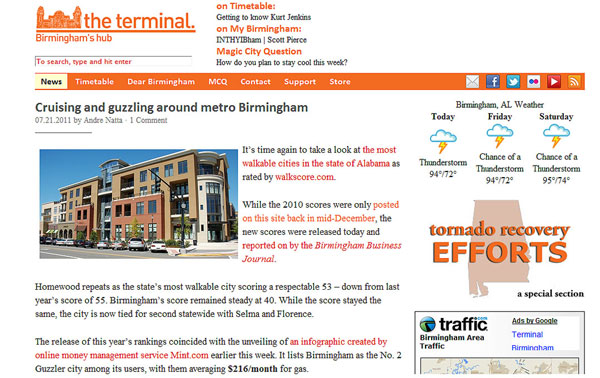 the terminal.
Birmingham's hub
To search, type and hit enter
on Timetable:
Getting to know Kurt Jenkins
on My Birmingham:
INTHYIBham | Scott Pierce
Magic City Question
How do you plan to stay cool this week?
News Timetable Dear Birmingham MCQ Contact Support Store
Cruising and guzzling around metro Birmingham
07.21.2011 by Andre Natta · 1 Comment
It's time again to take a look at the most
walkable cities in the state of Alabama as
rated by walkscore.com.
While the 2010 scores were only posted
on this site back in mid-December, the
new scores were released today and
reported on by the Birmingham Business
Journal.
Homewood repeats as the state's most walkable city scoring a respectable 53 – down from last
year's score of 55. Birmingham's score remained steady at 40. While the score stayed the
same, the city is now tied for second statewide with Selma and Florence.
The release of this year's rankings coincided with the unveiling of an infographic created by
online money management service Mint.com earlier this week. It lists Birmingham as the No. 2
Guzzler city among its users, with them averaging $216/month for gas.
Birmingham, AL Weather
Today Friday Saturday
Thunderstorm Chance of a Chance of a
94°/72° Thunderstorm Thunderstorm
94°/74° 95°/74°
tornado recovery
EFFORTS
a special section
traffic.com
Birmingham Area
Traffic
Ads by Google
Terminal
Birmingham